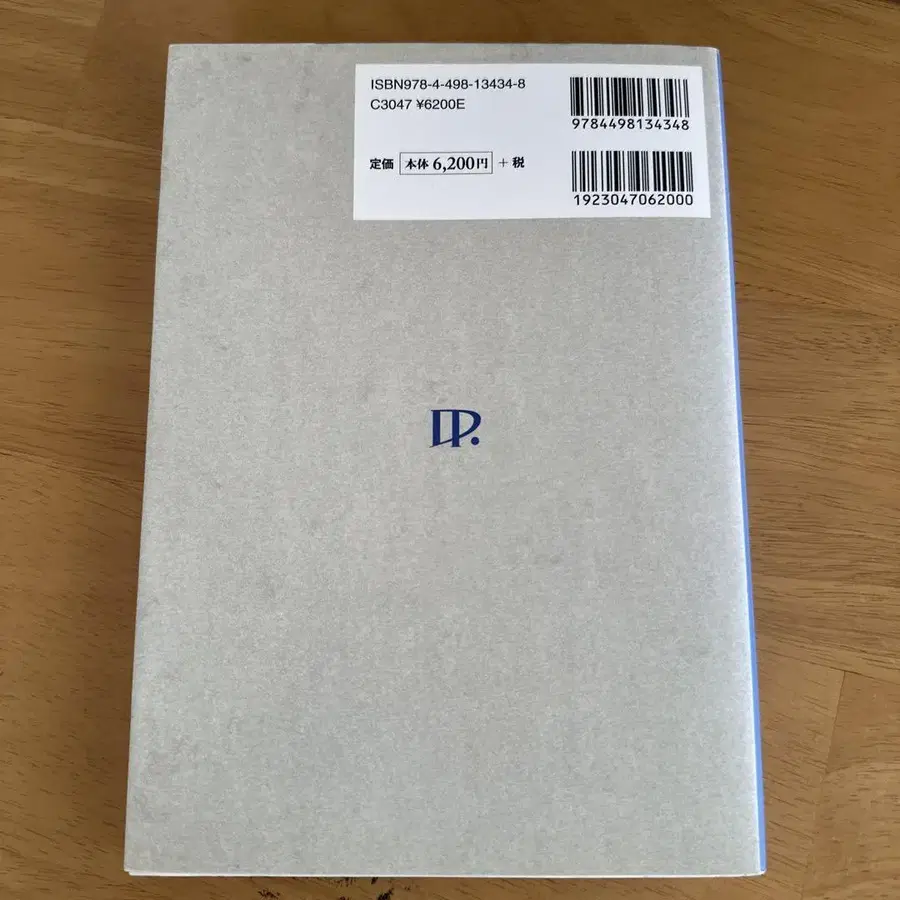 ISBN978-4-498-13434-8
C3047 ¥6200E
9784498134348
定価 本体 6,200円 + 税
1923047062000
DP.